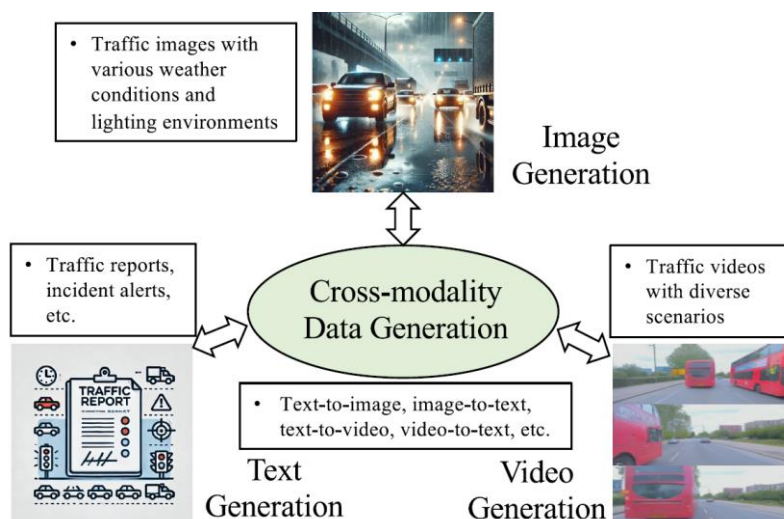 • Traffic images with
various weather
conditions and
lighting environments
Image
Generation
• Traffic reports,
incident alerts,
etc.
Cross-modality
Data Generation
• Traffic videos
with diverse
scenarios
TRAFFIC
REPORT
• Text-to-image, image-to-text,
text-to-video, video-to-text, etc.
Text
Generation
Video
Generation